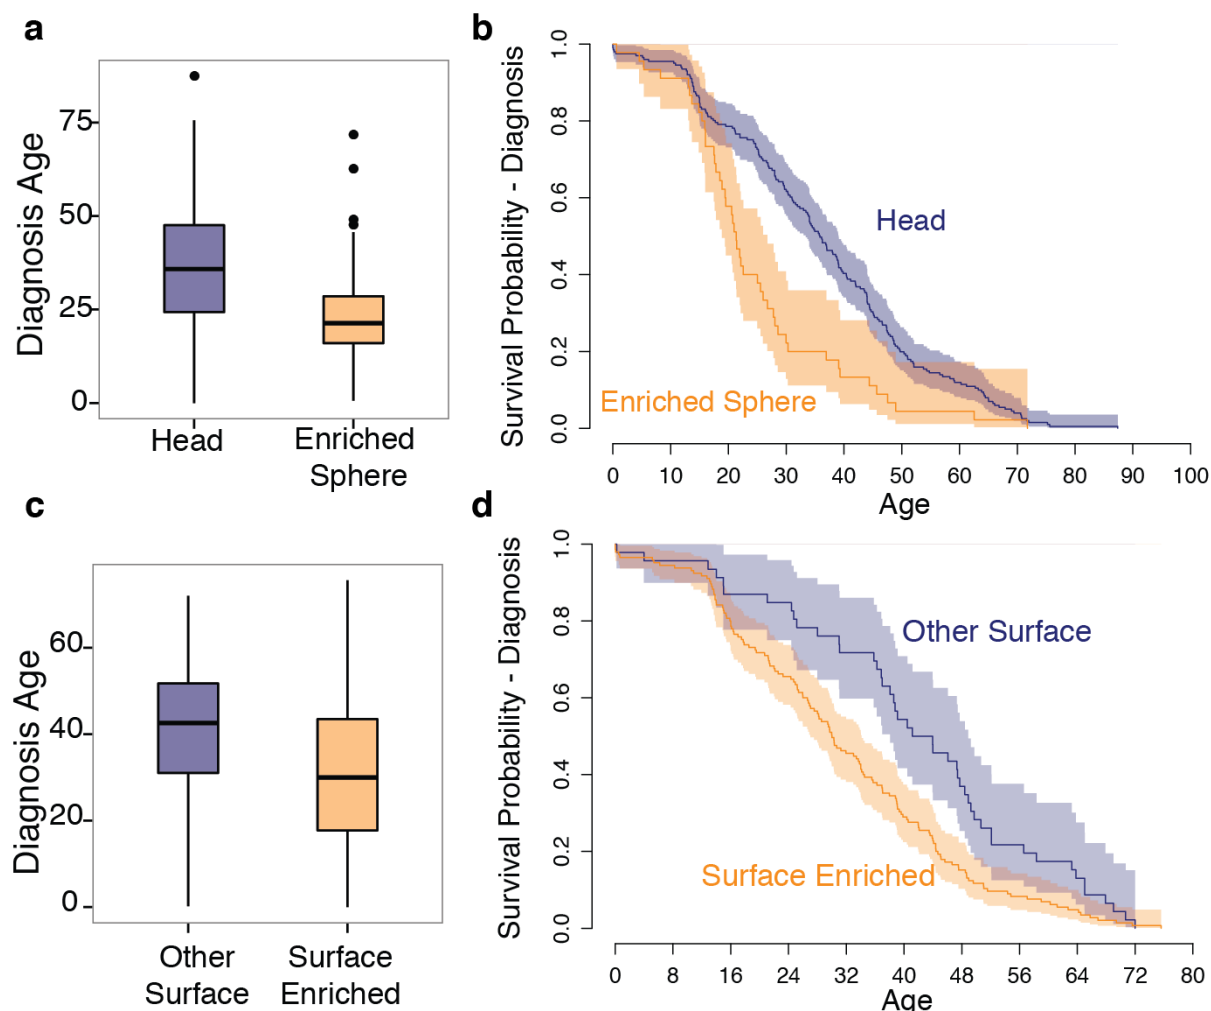 a
Diagnosis Age
75
50
25
0
Head
Enriched
Sphere
b
Survival Probability - Diagnosis
1.0
0.8
0.6
0.4
0.2
0.0
Head
Enriched Sphere
0 10 20 30 40 50 60 70 80 90 100
Age
c
Diagnosis Age
60
40
20
0
Other
Surface
Surface
Enriched
d
Survival Probability - Diagnosis
1.0
0.8
0.6
0.4
0.2
0.0
Other Surface
Surface Enriched
0 8 16 24 32 40 48 56 64 72 80
Age